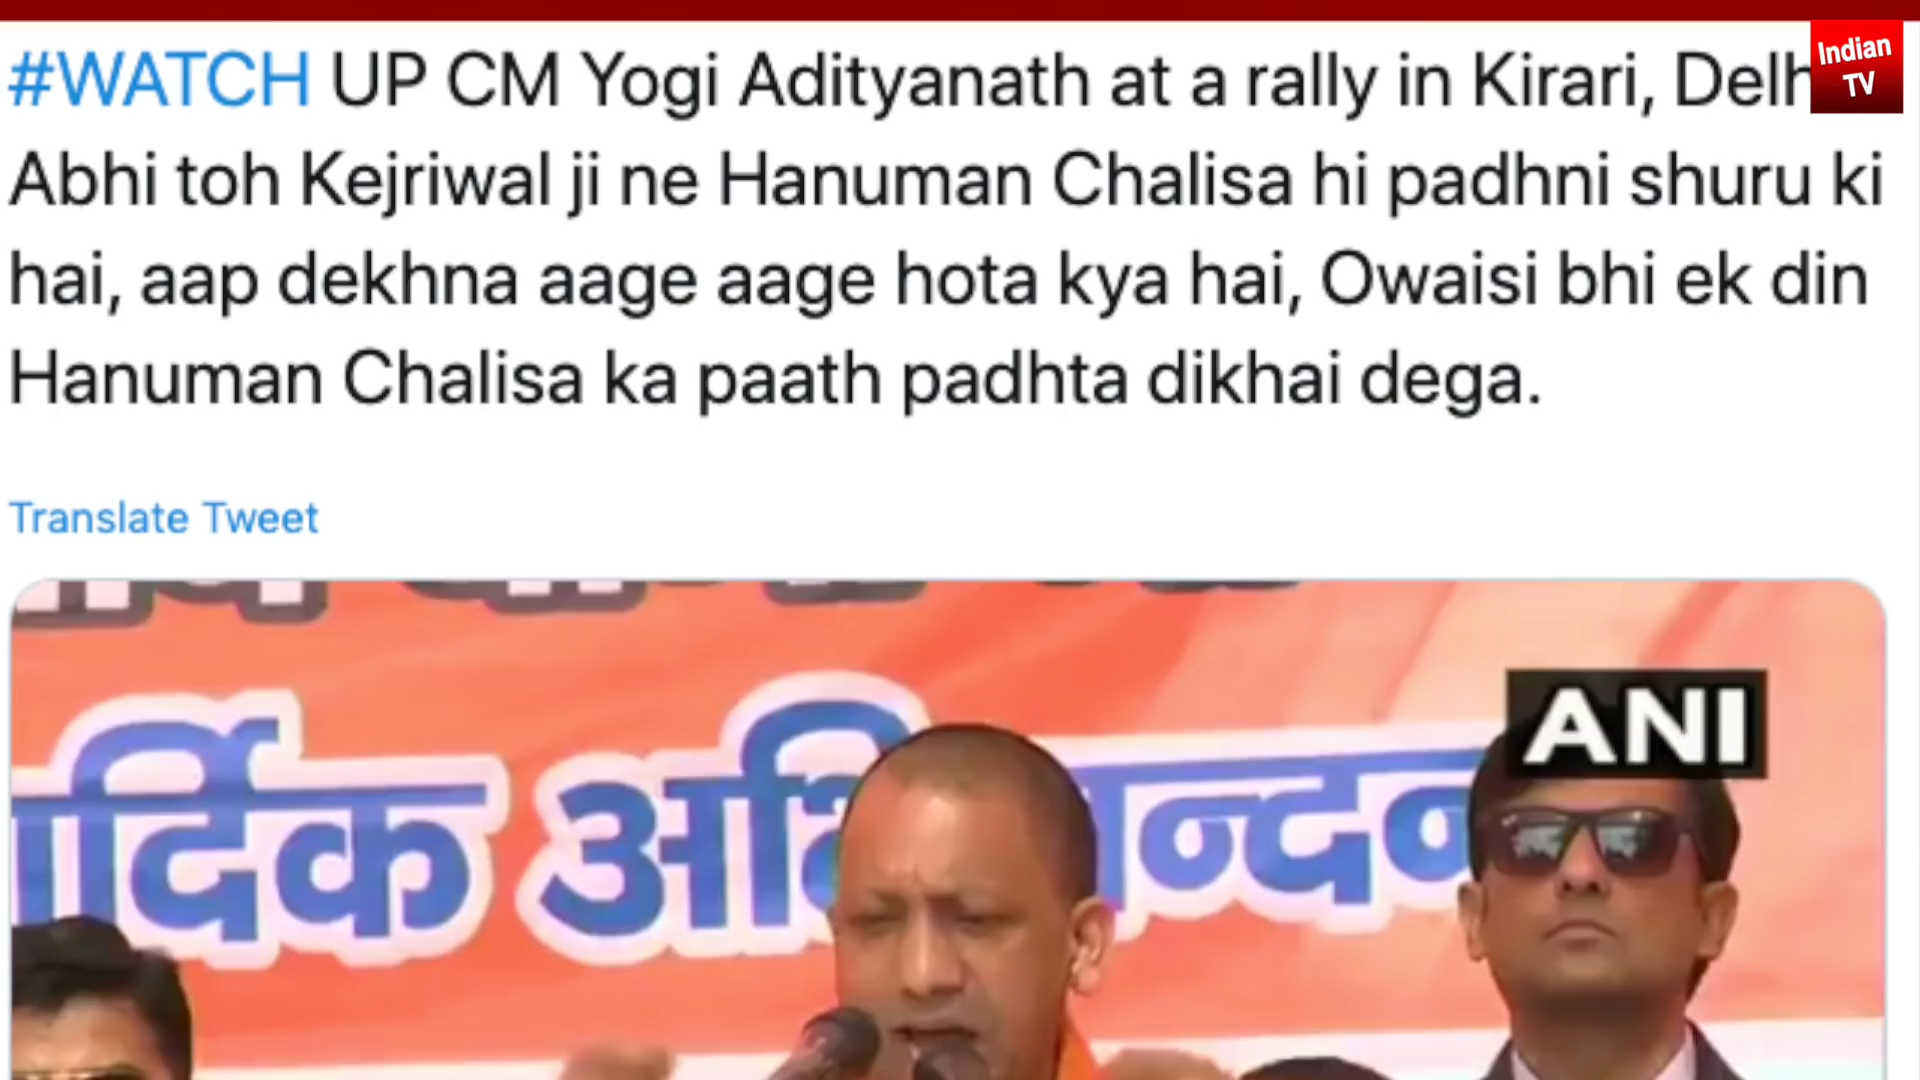 #WATCH UP CM Yogi Adityanath at a rally in Kirari, Delh
Indian
TV
Abhi toh Kejriwal ji ne Hanuman Chalisa hi padhni shuru ki
hai, aap dekhna aage aage hota kya hai, Owaisi bhi ek din
Hanuman Chalisa ka paath padhta dikhai dega.
Translate Tweet
ANI